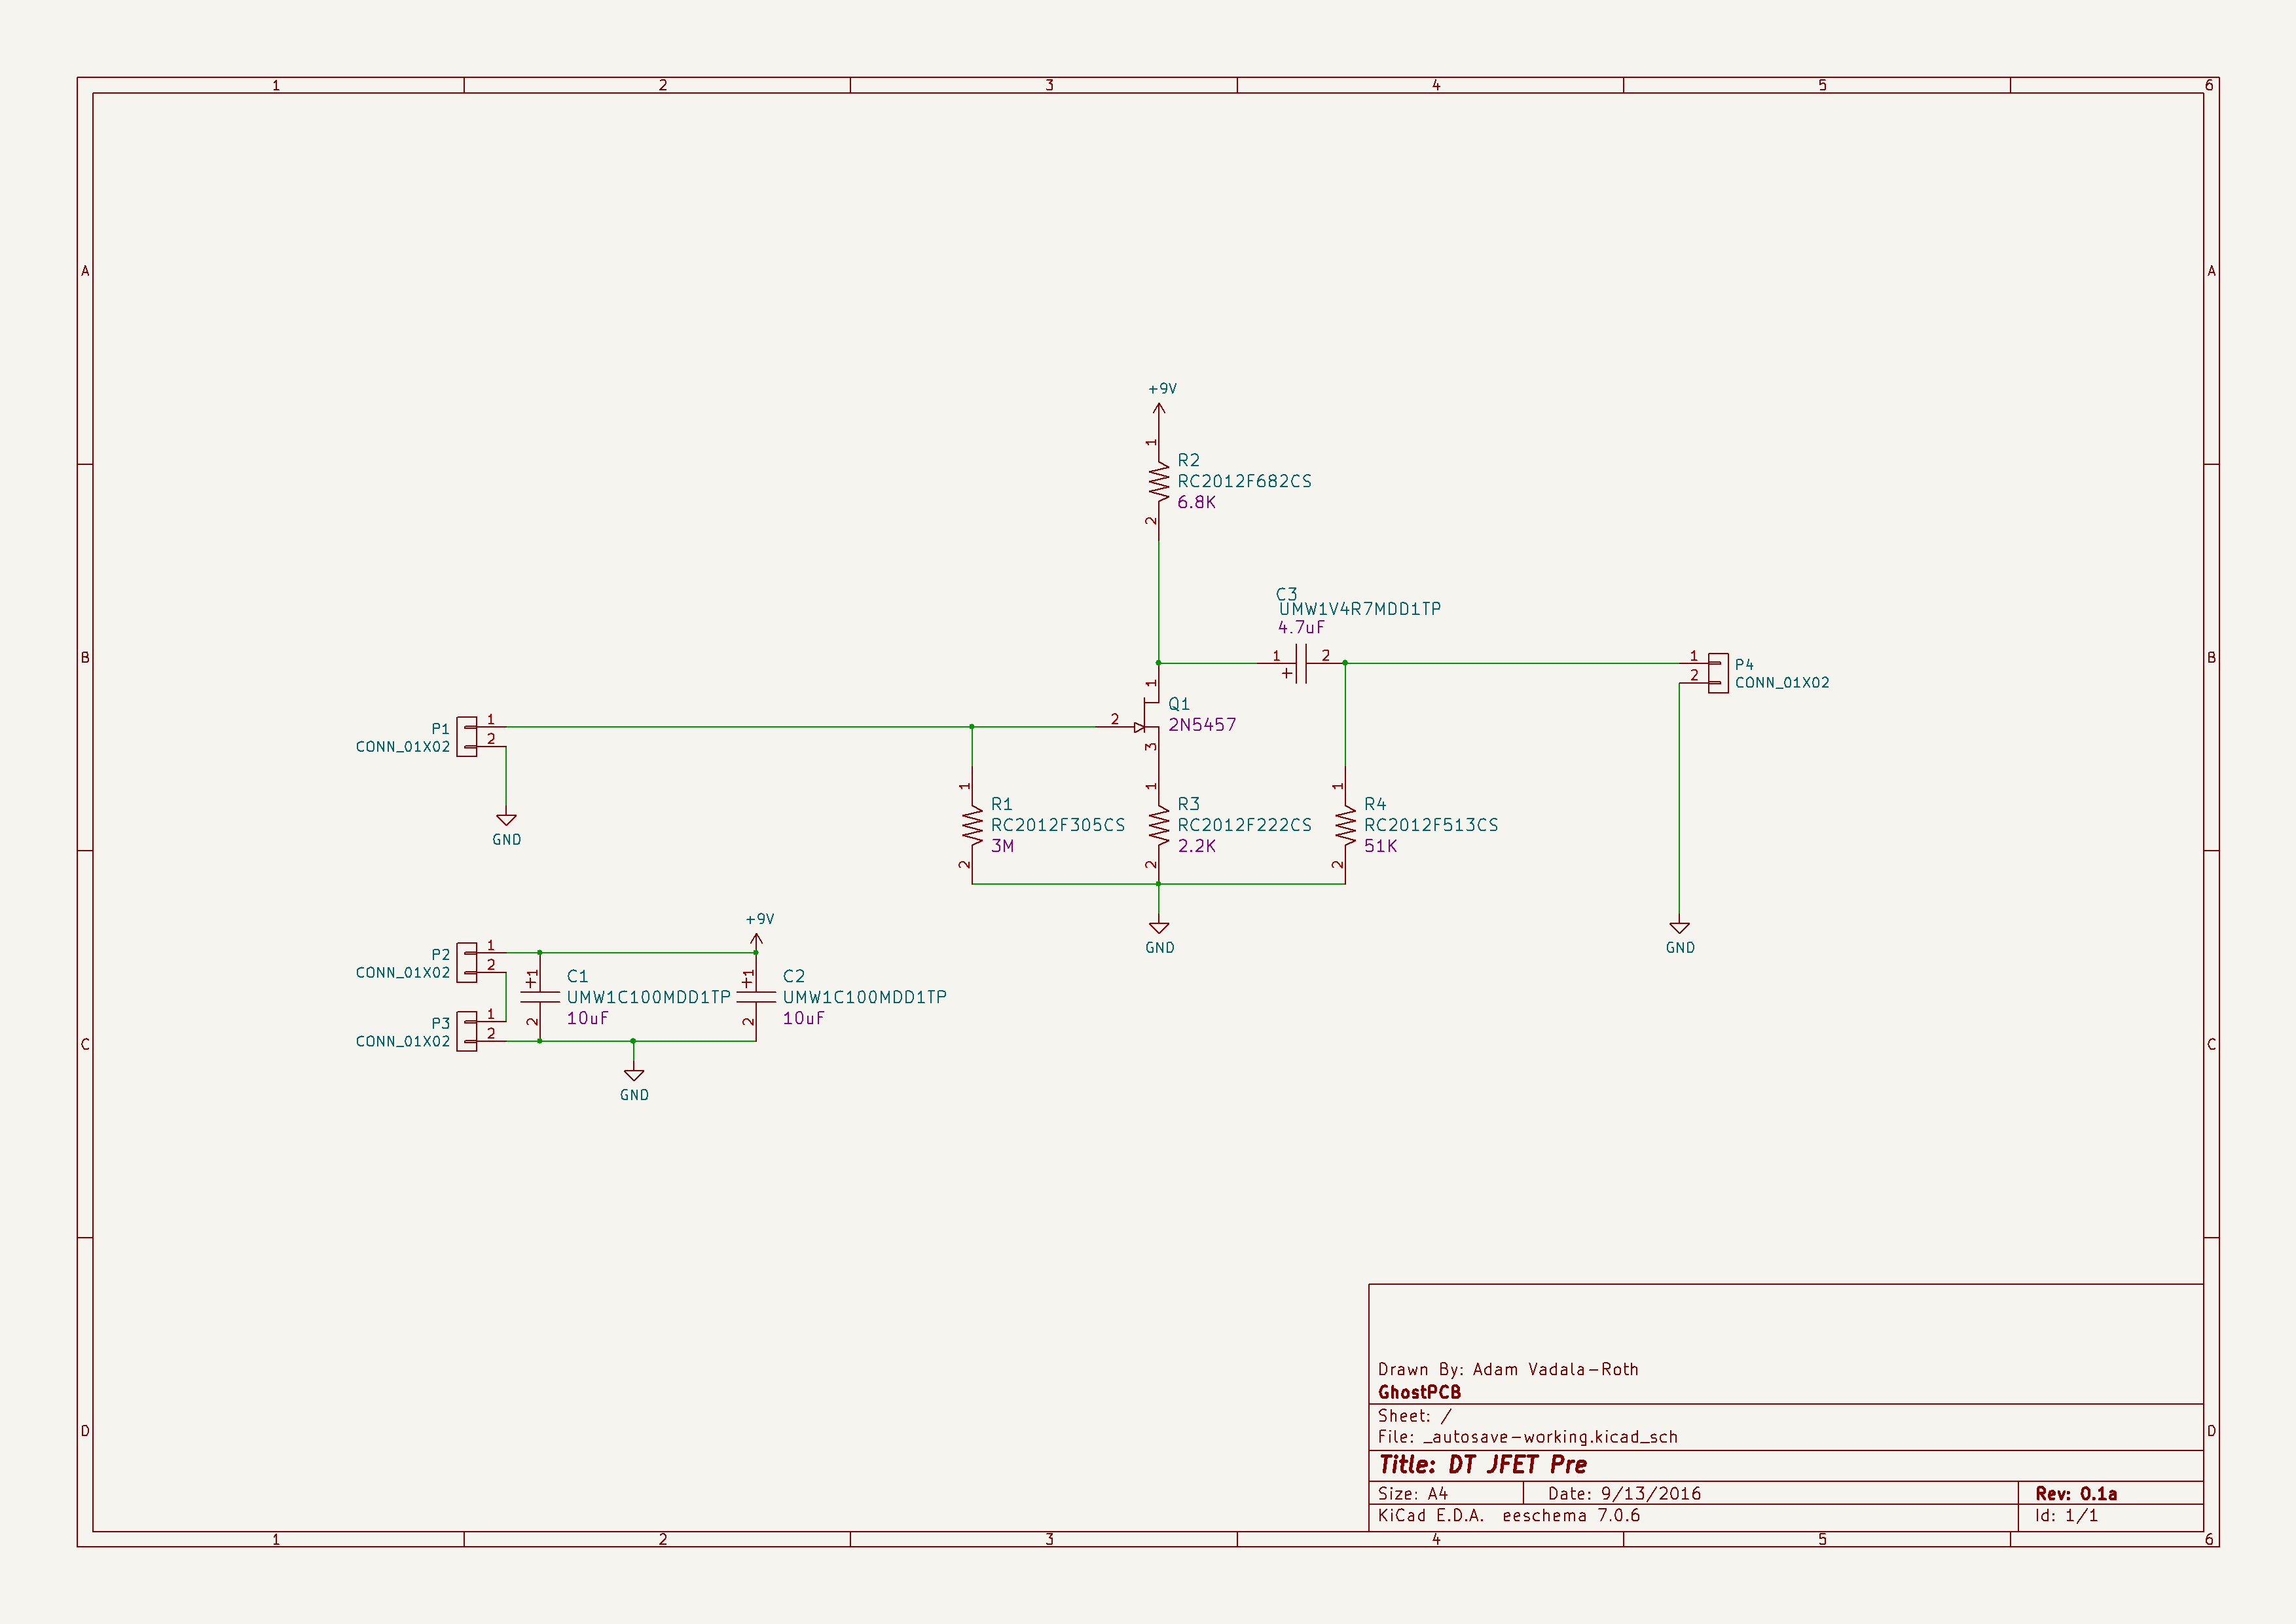 1 2 3 4 5 6
A A
+9V
1
R2
RC2012F682CS
6.8K
2
C3
UMW1V4R7MDD1TP
4.7uF
B B
1 2
+
1
2
P4
CONN_01X02
1
Q1
2N5457
2
3
P1
CONN_01X02
1
2
GND
1
R1
RC2012F305CS
3M
2
1
R3
RC2012F222CS
2.2K
2
1
R4
RC2012F513CS
51K
2
GND
GND
+9V
P2
CONN_01X02
1
2
+1
C1
UMW1C100MDD1TP
10uF
2
+1
C2
UMW1C100MDD1TP
10uF
2
P3
CONN_01X02
1
2
GND
C C
D D
Drawn By: Adam Vadala-Roth
GhostPCB
Sheet: /
File: _autosave-working.kicad_sch
Title: DT JFET Pre
Size: A4 Date: 9/13/2016 Rev: 0.1a
KiCad E.D.A. eeschema 7.0.6 Id: 1/1
1 2 3 4 5 6